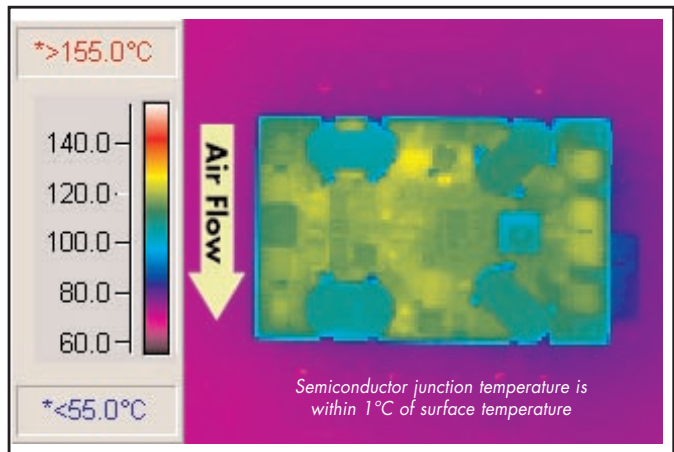 *>155.0°C
140.0
120.0
100.0
80.0
60.0
*<55.0°C
Air Flow
Semiconductor junction temperature is
within 1°C of surface temperature